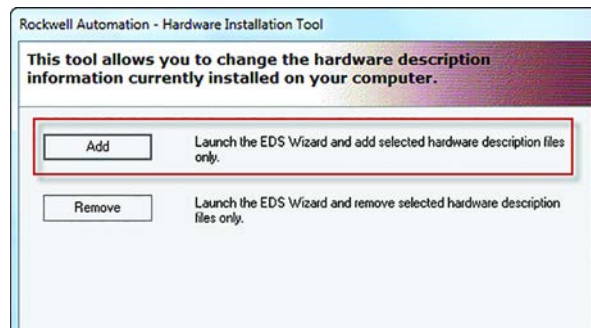 Rockwell Automation - Hardware Installation Tool
This tool allows you to change the hardware description
information currently installed on your computer.
Add
Launch the EDS Wizard and add selected hardware description files
only.
Remove
Launch the EDS Wizard and remove selected hardware description
files only.